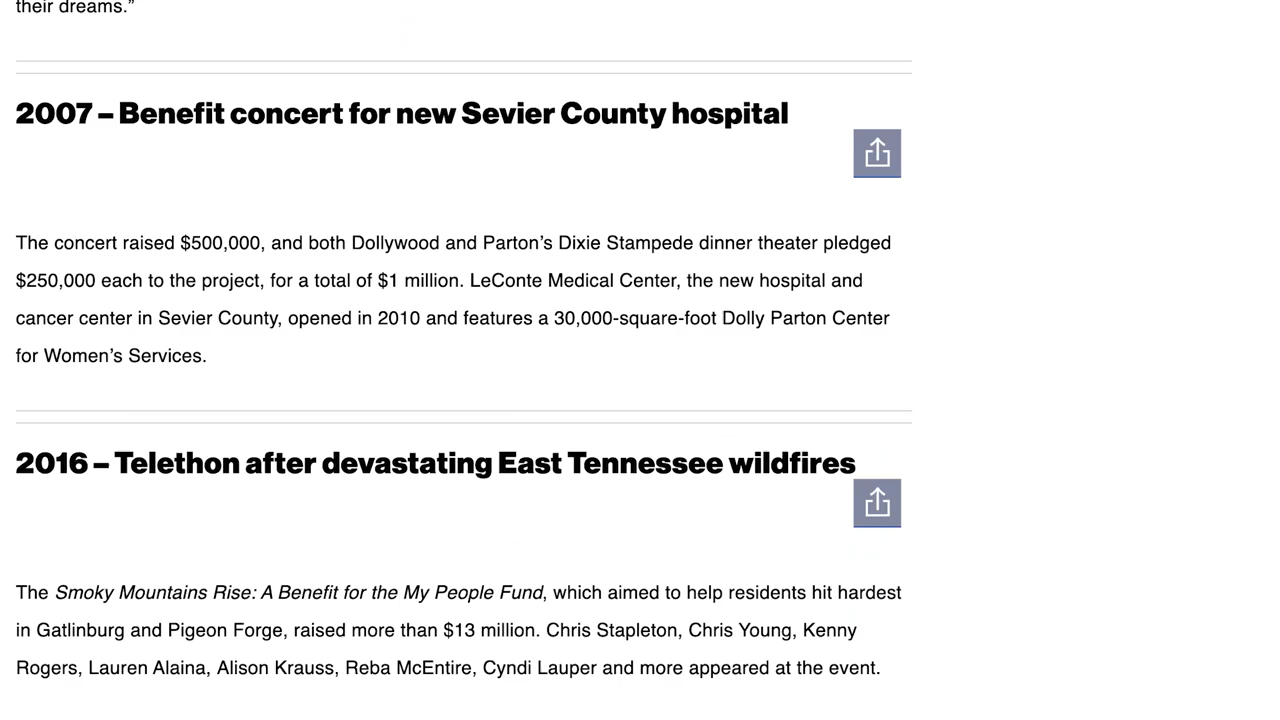 their dreams.”
2007 – Benefit concert for new Sevier County hospital
The concert raised $500,000, and both Dollywood and Parton’s Dixie Stampede dinner theater pledged
$250,000 each to the project, for a total of $1 million. LeConte Medical Center, the new hospital and
cancer center in Sevier County, opened in 2010 and features a 30,000-square-foot Dolly Parton Center
for Women’s Services.
2016 – Telethon after devastating East Tennessee wildfires
The Smoky Mountains Rise: A Benefit for the My People Fund, which aimed to help residents hit hardest
in Gatlinburg and Pigeon Forge, raised more than $13 million. Chris Stapleton, Chris Young, Kenny
Rogers, Lauren Alaina, Alison Krauss, Reba McEntire, Cyndi Lauper and more appeared at the event.